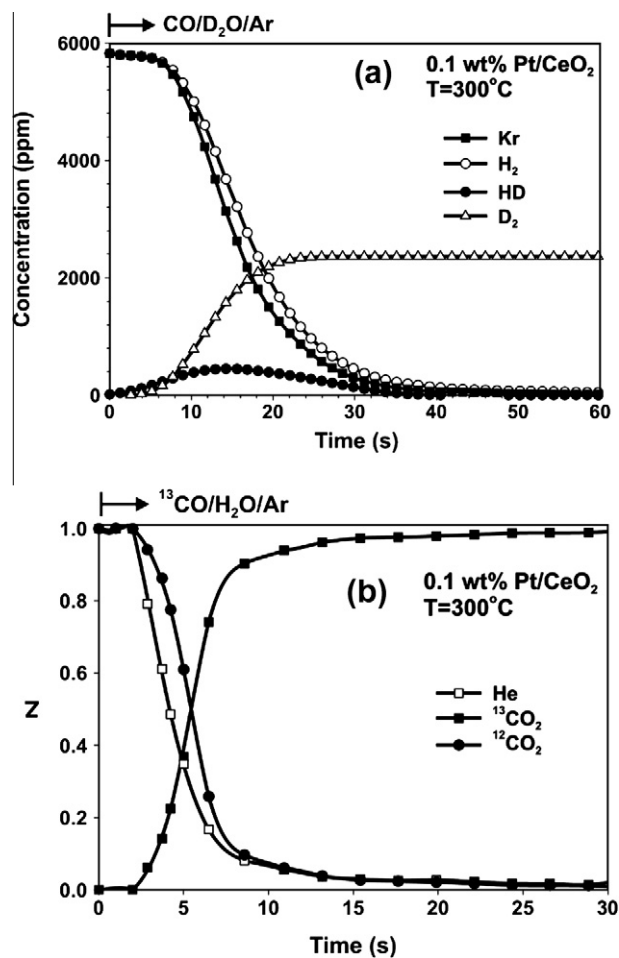 CO/D₂O/Ar
6000
4000
2000
0
Concentration (ppm)
(a)
0.1 wt% Pt/CeO₂
T=300°C
Kr
H₂
HD
D₂
0 10 20 30 40 50 60
Time (s)
¹³CO/H₂O/Ar
1.0
0.8
0.6
0.4
0.2
0.0
Z
(b)
0.1 wt% Pt/CeO₂
T=300°C
He
¹³CO₂
¹²CO₂
0 5 10 15 20 25 30
Time (s)